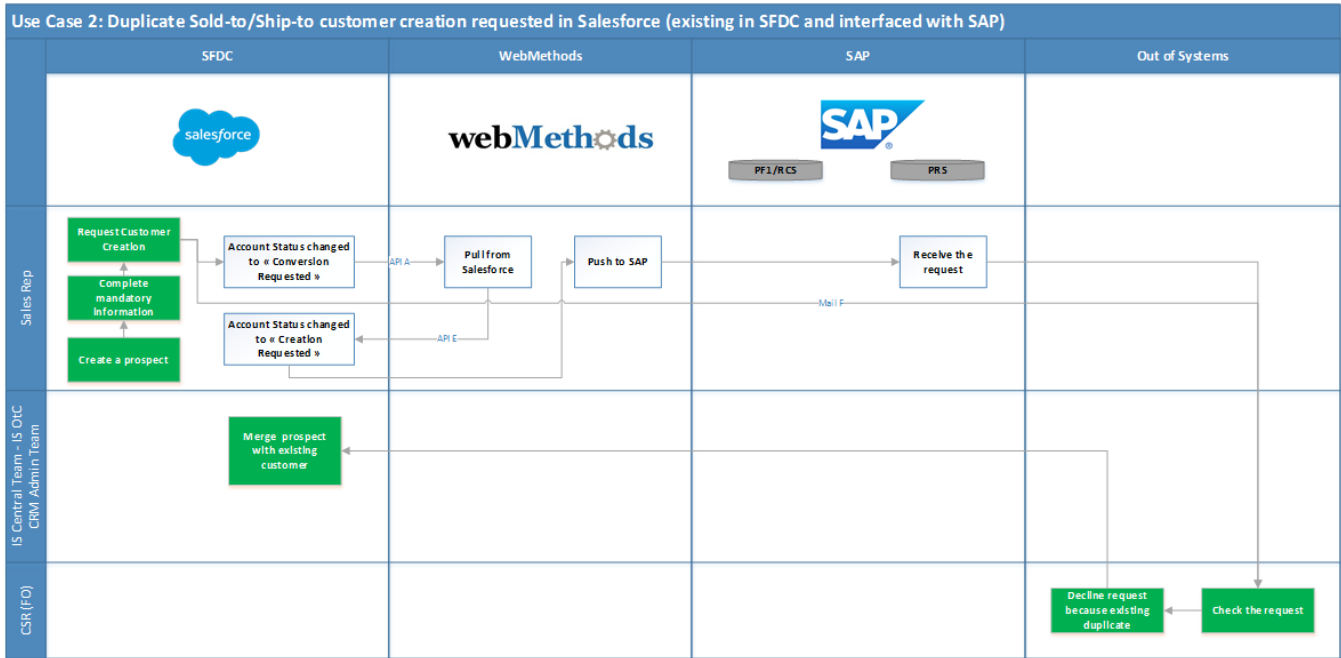 Use Case 2: Duplicate Sold-to/Ship-to customer creation requested in Salesforce (existing in SFDC and interfaced with SAP)
SFDC
WebMethods
SAP
Out of Systems
salesforce
webMethods
SAP
®
PF1/RCS
PRS
Sales Rep
Request Customer
Creation
Complete
mandatory
Information
Create a prospect
Account Status changed
to « Conversion
Requested »
API A
Pull from
Salesforce
Push to SAP
Receive the
request
Mail F
Account Status changed
to « Creation
Requested »
API E
IS Central Team - IS OtC
CRM Admin Team
Merge prospect
with existing
customer
CSR (FO)
Decline request
because existing
duplicate
Check the request